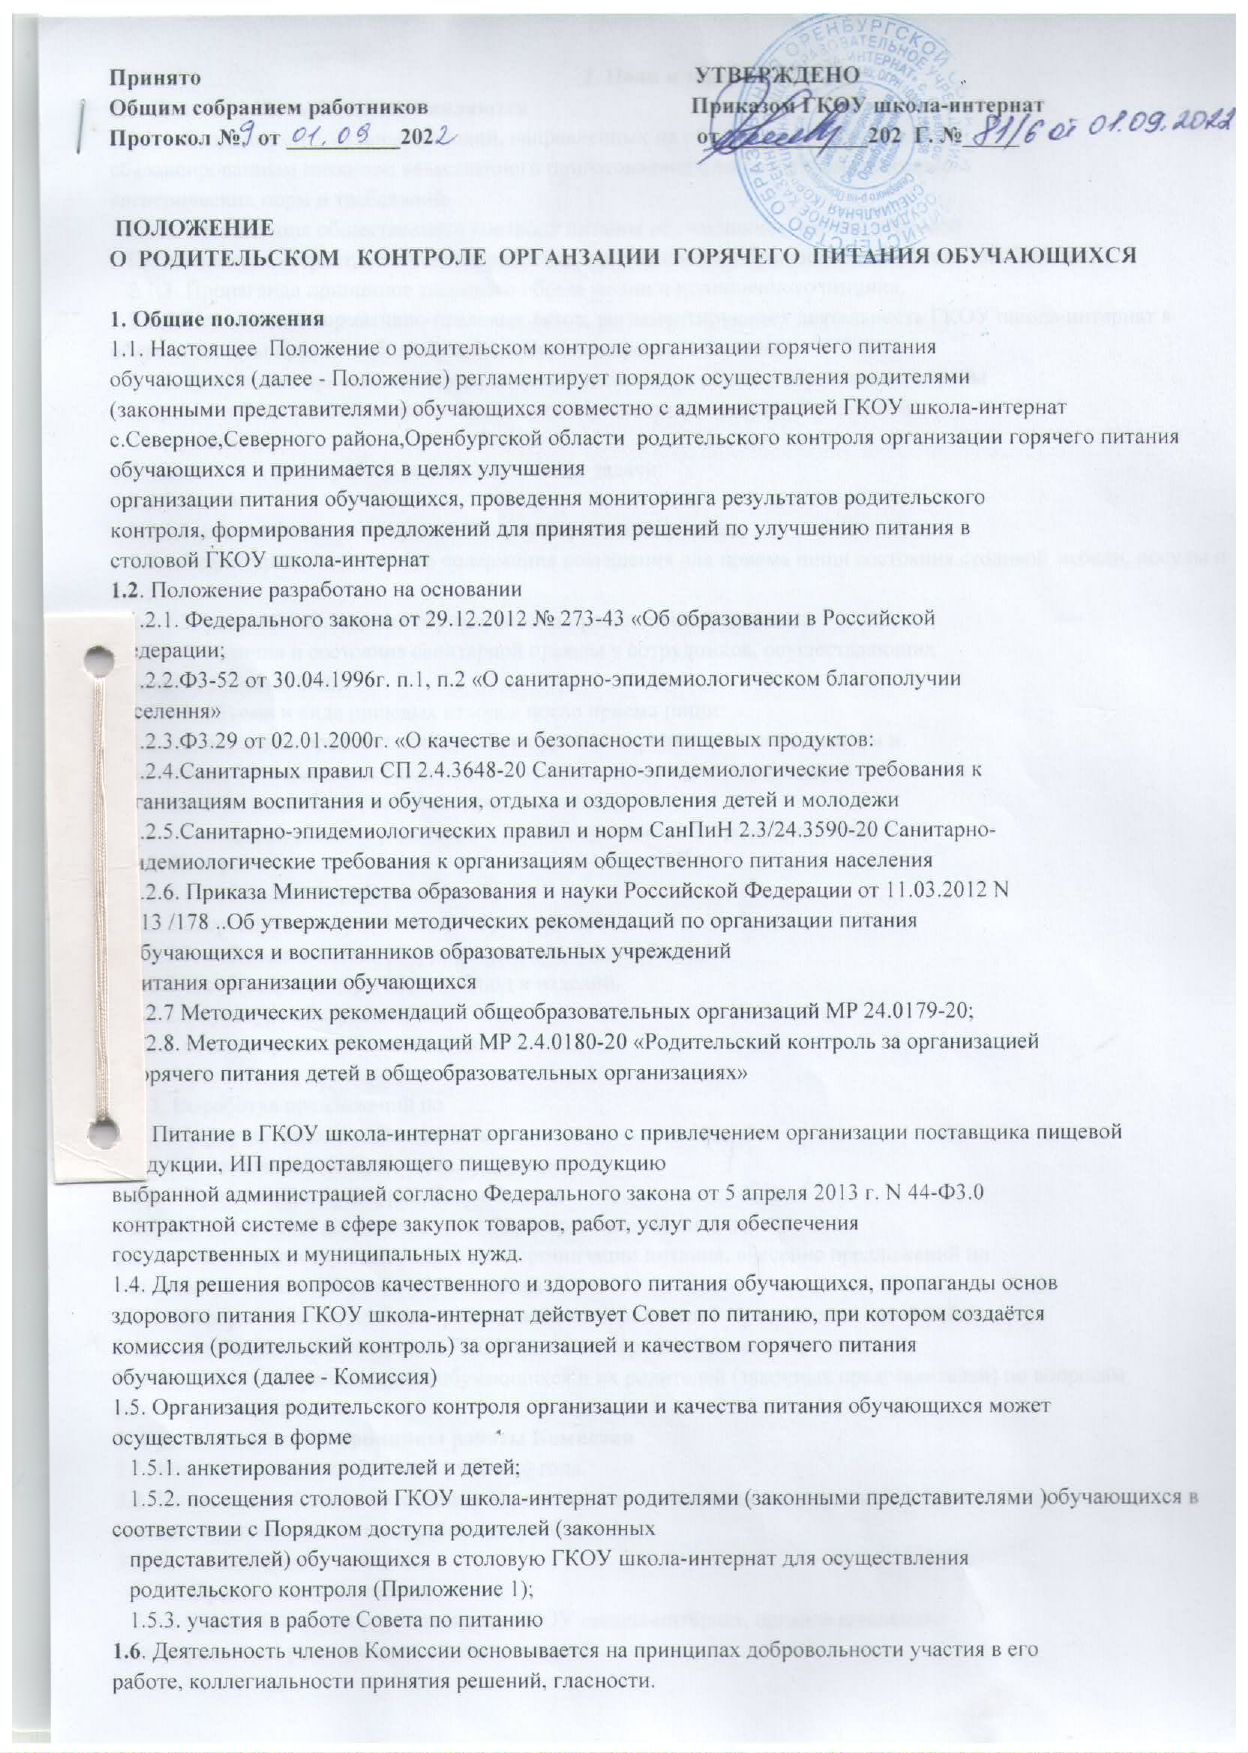 Принято УТВЕРЖДЕНО
Общим собранием работников Приказом ГКОУ школа-интернат
Протокол №9 от 01.09 2022 от 202 Г. № 81/6 от 01.09.2022
ПОЛОЖЕНИЕ
О РОДИТЕЛЬСКОМ КОНТРОЛЕ ОРГАНЗАЦИИ ГОРЯЧЕГО ПИТАНИЯ ОБУЧАЮЩИХСЯ
1. Общие положения
1.1. Настоящее Положение о родительском контроле организации горячего питания
обучающихся (далее - Положение) регламентирует порядок осуществления родителями
(законными представителями) обучающихся совместно с администрацией ГКОУ школа-интернат
с.Северное,Северного района,Оренбургской области родительского контроля организации горячего питания
обучающихся и принимается в целях улучшения
организации питания обучающихся, проведення мониторинга результатов родительского
контроля, формирования предложений для принятия решений по улучшению питания в
столовой ГКОУ школа-интернат
1.2. Положение разработано на основании
.2.1. Федерального закона от 29.12.2012 № 273-43 «Об образовании в Российской
дерации;
.2.2.ФЗ-52 от 30.04.1996г. п.1, п.2 «О санитарно-эпидемиологическом благополучии
селення»
.2.3.ФЗ.29 от 02.01.2000г. «О качестве и безопасности пищевых продуктов:
.2.4.Санитарных правил СП 2.4.3648-20 Санитарно-эпидемиологические требования к
ганизациям воспитания и обучения, отдыха и оздоровления детей и молодежи
.2.5.Санитарно-эпидемиологических правил и норм СанПиН 2.3/24.3590-20 Санитарно-
идемиологические требования к организациям общественного питания населения
.2.6. Приказа Министерства образования и науки Российской Федерации от 11.03.2012 N
13 /178 ..Об утверждении методических рекомендаций по организации питания
бучающихся и воспитанников образовательных учреждений
итания организации обучающихся
2.7 Методических рекомендаций общеобразовательных организаций МР 24.0179-20;
2.8. Методических рекомендаций МР 2.4.0180-20 «Родительский контроль за организацией
орячего питания детей в общеобразовательных организациях»
Питание в ГКОУ школа-интернат организовано с привлечением организации поставщика пищевой
дукции, ИП предоставляющего пищевую продукцию
выбранной администрацией согласно Федерального закона от 5 апреля 2013 г. N 44-ФЗ.0
контрактной системе в сфере закупок товаров, работ, услуг для обеспечения
государственных и муниципальных нужд.
1.4. Для решения вопросов качественного и здорового питания обучающихся, пропаганды основ
здорового питания ГКОУ школа-интернат действует Совет по питанию, при котором создаётся
комиссия (родительский контроль) за организацией и качеством горячего питания
обучающихся (далее - Комиссия)
1.5. Организация родительского контроля организации и качества питания обучающихся может
осуществляться в форме
1.5.1. анкетирования родителей и детей;
1.5.2. посещения столовой ГКОУ школа-интернат родителями (законными представителями )обучающихся в
соответствии с Порядком доступа родителей (законных
представителей) обучающихся в столовую ГКОУ школа-интернат для осуществления
родительского контроля (Приложение 1);
1.5.3. участия в работе Совета по питанию
1.6. Деятельность членов Комиссии основывается на принципах добровольности участия в его
работе, коллегиальности принятия решений, гласности.